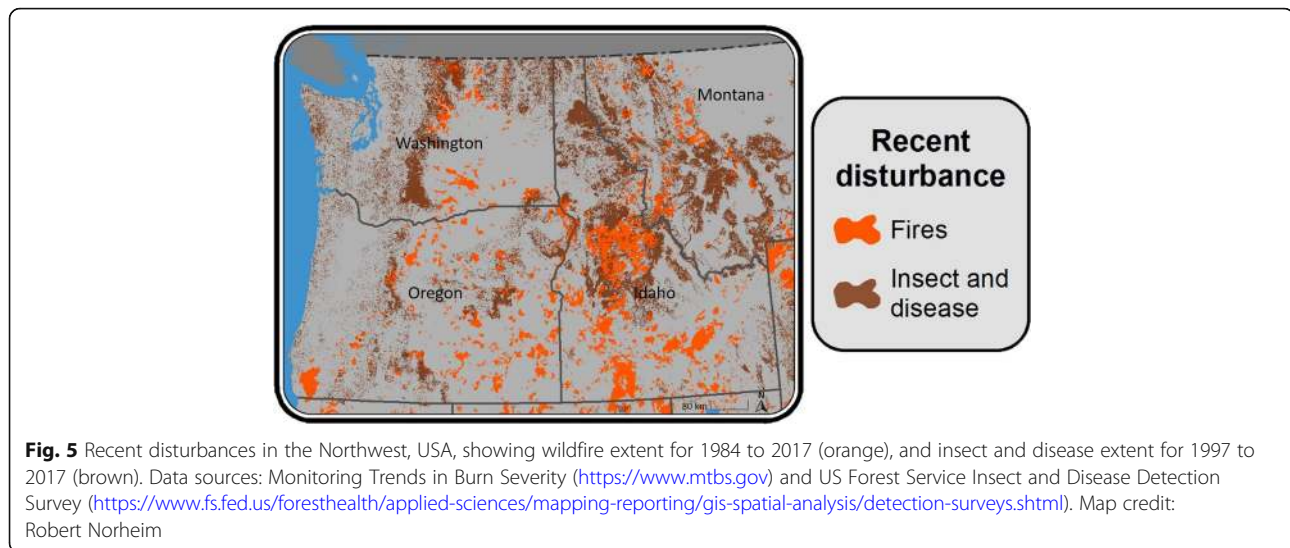 Montana
Washington
Oregon
Idaho
N
80 km
Recent
disturbance
Fires
Insect and
disease
Fig. 5 Recent disturbances in the Northwest, USA, showing wildfire extent for 1984 to 2017 (orange), and insect and disease extent for 1997 to
2017 (brown). Data sources: Monitoring Trends in Burn Severity (https://www.mtbs.gov) and US Forest Service Insect and Disease Detection
Survey (https://www.fs.fed.us/foresthealth/applied-sciences/mapping-reporting/gis-spatial-analysis/detection-surveys.shtml). Map credit:
Robert Norheim